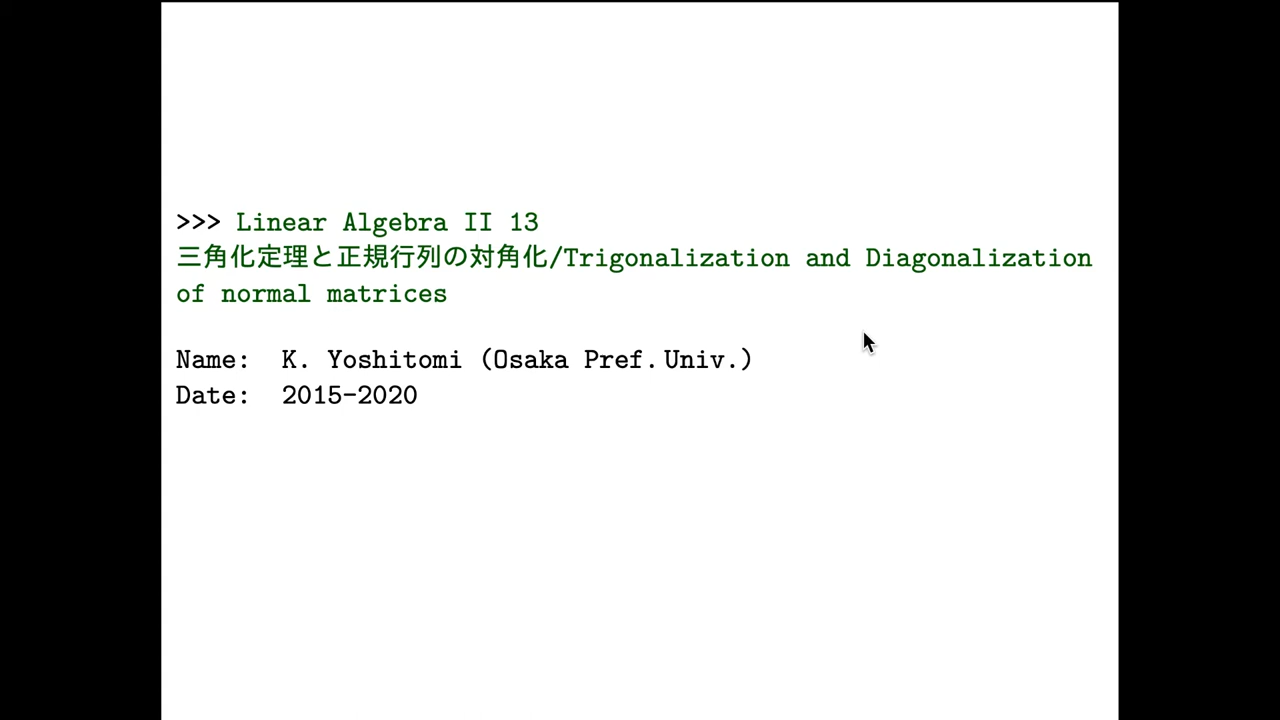 >>> Linear Algebra II 13
三角化定理と正規行列の対角化/Trigonalization and Diagonalization
of normal matrices
Name: K. Yoshitomi (Osaka Pref.Univ.)
Date: 2015-2020